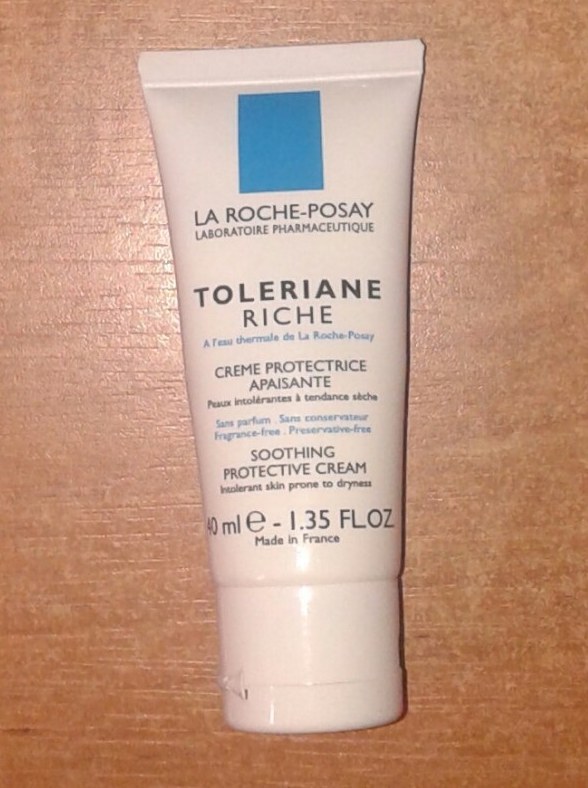 LA ROCHE-POSAY
LABORATOIRE PHARMACEUTIQUE
TOLERIANE
RICHE
A l'eau thermale de La Roche-Posay
CREME PROTECTRICE
APAISANTE
Peaux intolérantes à tendance sèche
Sans parfum . Sans conservateur
Fragrance-free . Preservative-free
SOOTHING
PROTECTIVE CREAM
Intolerant skin prone to dryness
40 ml e - 1.35 FL.OZ
Made in France